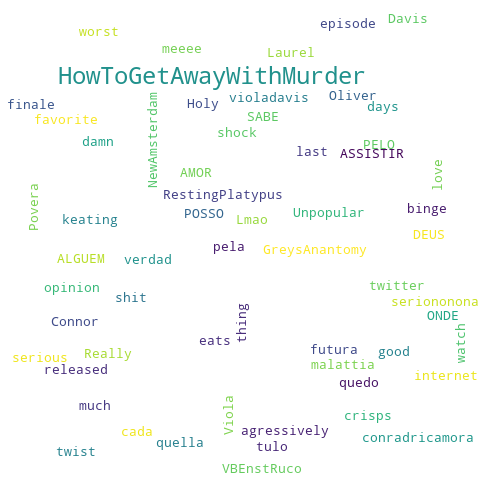 episode
Davis
worst
meeee
Laurel
HowToGetAwayWithMurder
finale
Holy
violadavis
Oliver
days
favorite
NewAmsterdam
SABE
shock
damn
last
PELO
ASSISTIR
AMOR
love
RestingPlatypus
Povera
keating
POSSO
Lmao
Unpopular
binge
pela
GreysAnantomy
DEUS
ALGUEM
verdad
opinion
shit
twitter
seriononona
Connor
thing
ONDE
watch
eats
serious
Really
released
futura
good
malattia
quedo
internet
much
Viola
crisps
cada
agressively
conradricamora
twist
quella
tulo
VBEnstRuco